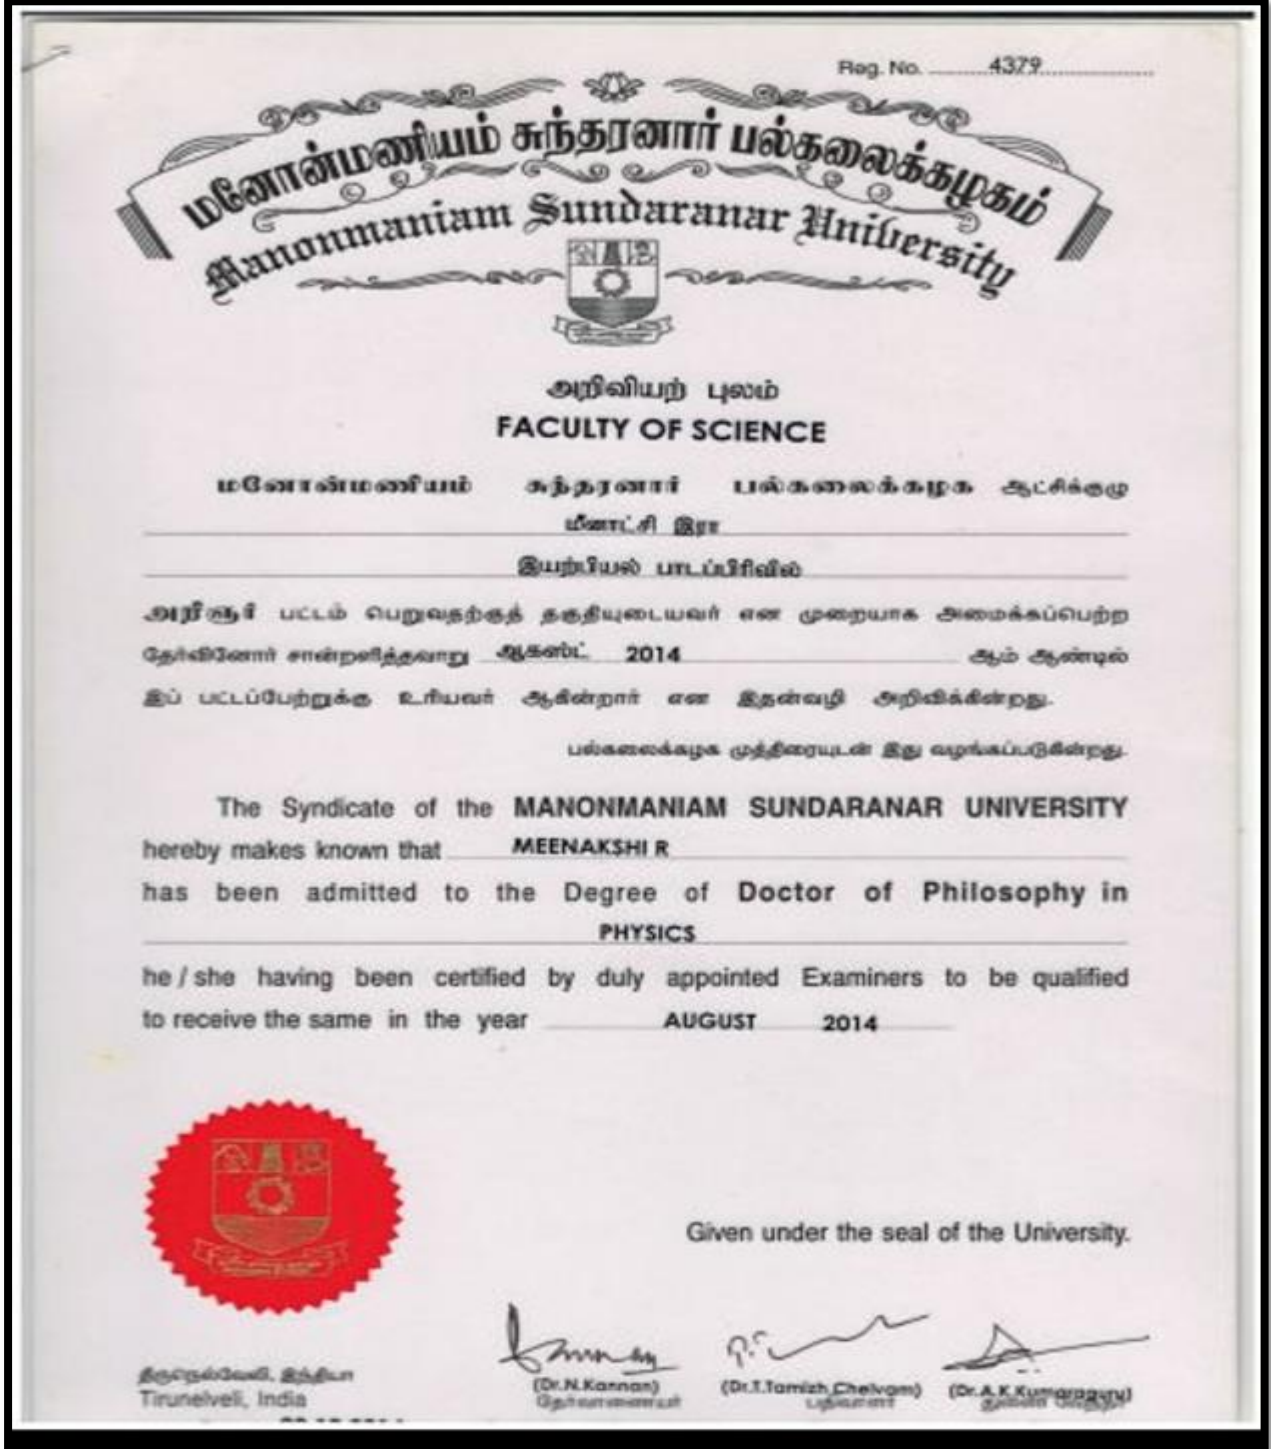 Reg. No. ........4379........
மனோன்மணியம் சுந்தரனார் பல்கலைக்கழகம்
Manonmaniam Sundaranar University
அறிவியற் புலம்
FACULTY OF SCIENCE
மனோன்மணியம் சுந்தரனார் பல்கலைக்கழக ஆட்சிக்குழு
மீனாட்சி இரா
இயற்பியல் பாடப்பிரிவில்
அறிஞர் பட்டம் பெறுவதற்குத் தகுதியுடையவர் என முறையாக அமைக்கப்பெற்ற
தேர்வினோர் சான்றளித்தவாறு ஆகஸ்ட் 2014 ஆம் ஆண்டில்
இப் பட்டப்பேற்றுக்கு உரியவர் ஆகின்றார் என இதன்வழி அறிவிக்கின்றது.
பல்கலைக்கழக முத்திரையுடன் இது வழங்கப்படுகின்றது.
The Syndicate of the MANONMANIAM SUNDARANAR UNIVERSITY
hereby makes known that MEENAKSHI R
has been admitted to the Degree of Doctor of Philosophy in
PHYSICS
he / she having been certified by duly appointed Examiners to be qualified
to receive the same in the year AUGUST 2014
Given under the seal of the University.
திருநெல்வேலி, இந்தியா
Tirunelveli, India
(Dr.N.Kannan) (Dr.T.Tamizh Chelvam) (Dr.A.K.Kumaraguru)
தேர்வாணையர் பதிவாளர்